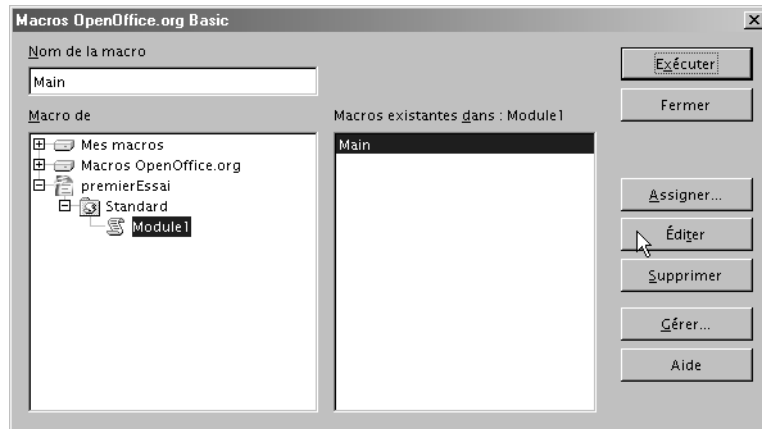 Macros OpenOffice.org Basic
Nom de la macro
Main
Macro de
Mes macros
Macros OpenOffice.org
premierEssai
Standard
Module1
Macros existantes dans : Module1
Main
Exécuter
Fermer
Assigner...
Éditer
Supprimer
Gérer...
Aide